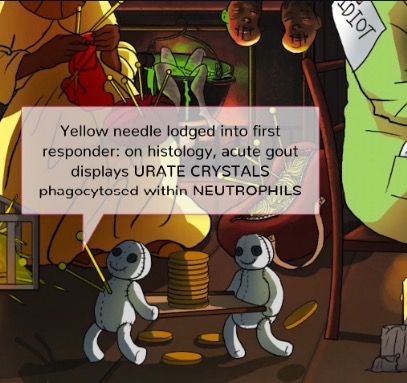 IDIOT
Yellow needle lodged into first
responder: on histology, acute gout
displays URATE CRYSTALS
phagocytosed within NEUTROPHILS